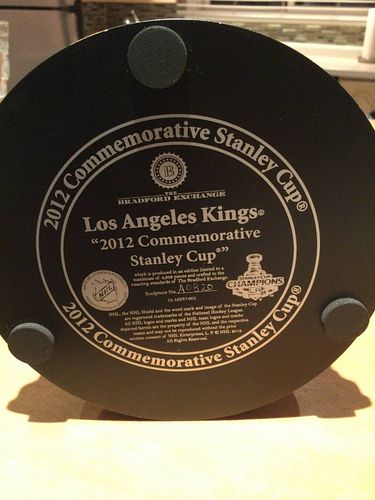 2012 Commemorative Stanley Cup®
B
THE
BRADFORD EXCHANGE
Los Angeles Kings®
"2012 Commemorative
Stanley Cup®"
which is produced in an edition limited to a
maximum of 4,999 pieces and crafted to the
exacting standards of The Bradford Exchange.
Sculpture No. A0820
NHL
STANLEY CUP
CHAMPIONS
NHL, the NHL Shield and the word mark and image of the Stanley Cup
are registered trademarks of the National Hockey League.
All NHL logos and marks and NHL team logos and marks
depicted herein are the property of the NHL and the respective
teams and may not be reproduced without the prior
written consent of NHL Enterprises, L. P. © NHL 2012.
All Rights Reserved.
2012 Commemorative Stanley Cup®